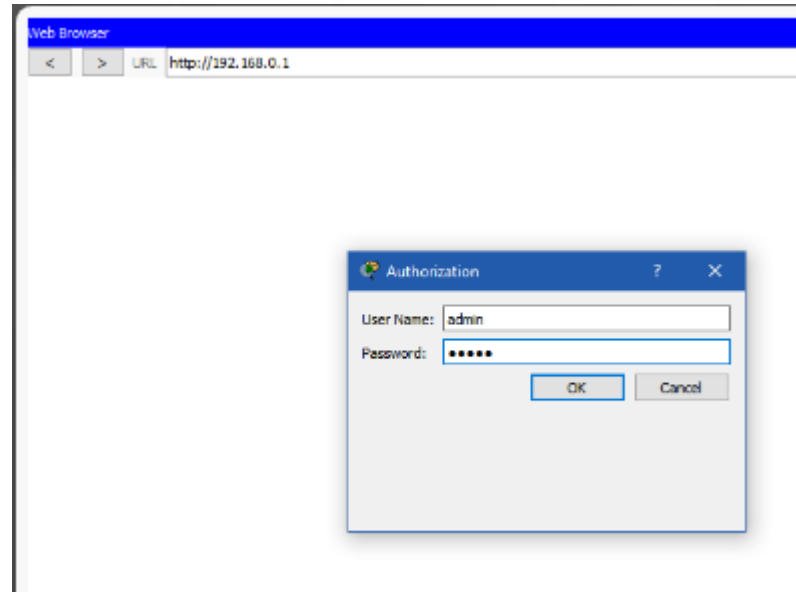 Web Browser
< > URL http://192.168.0.1
Authorization ? ×
User Name: admin
Password: •••••
OK Cancel